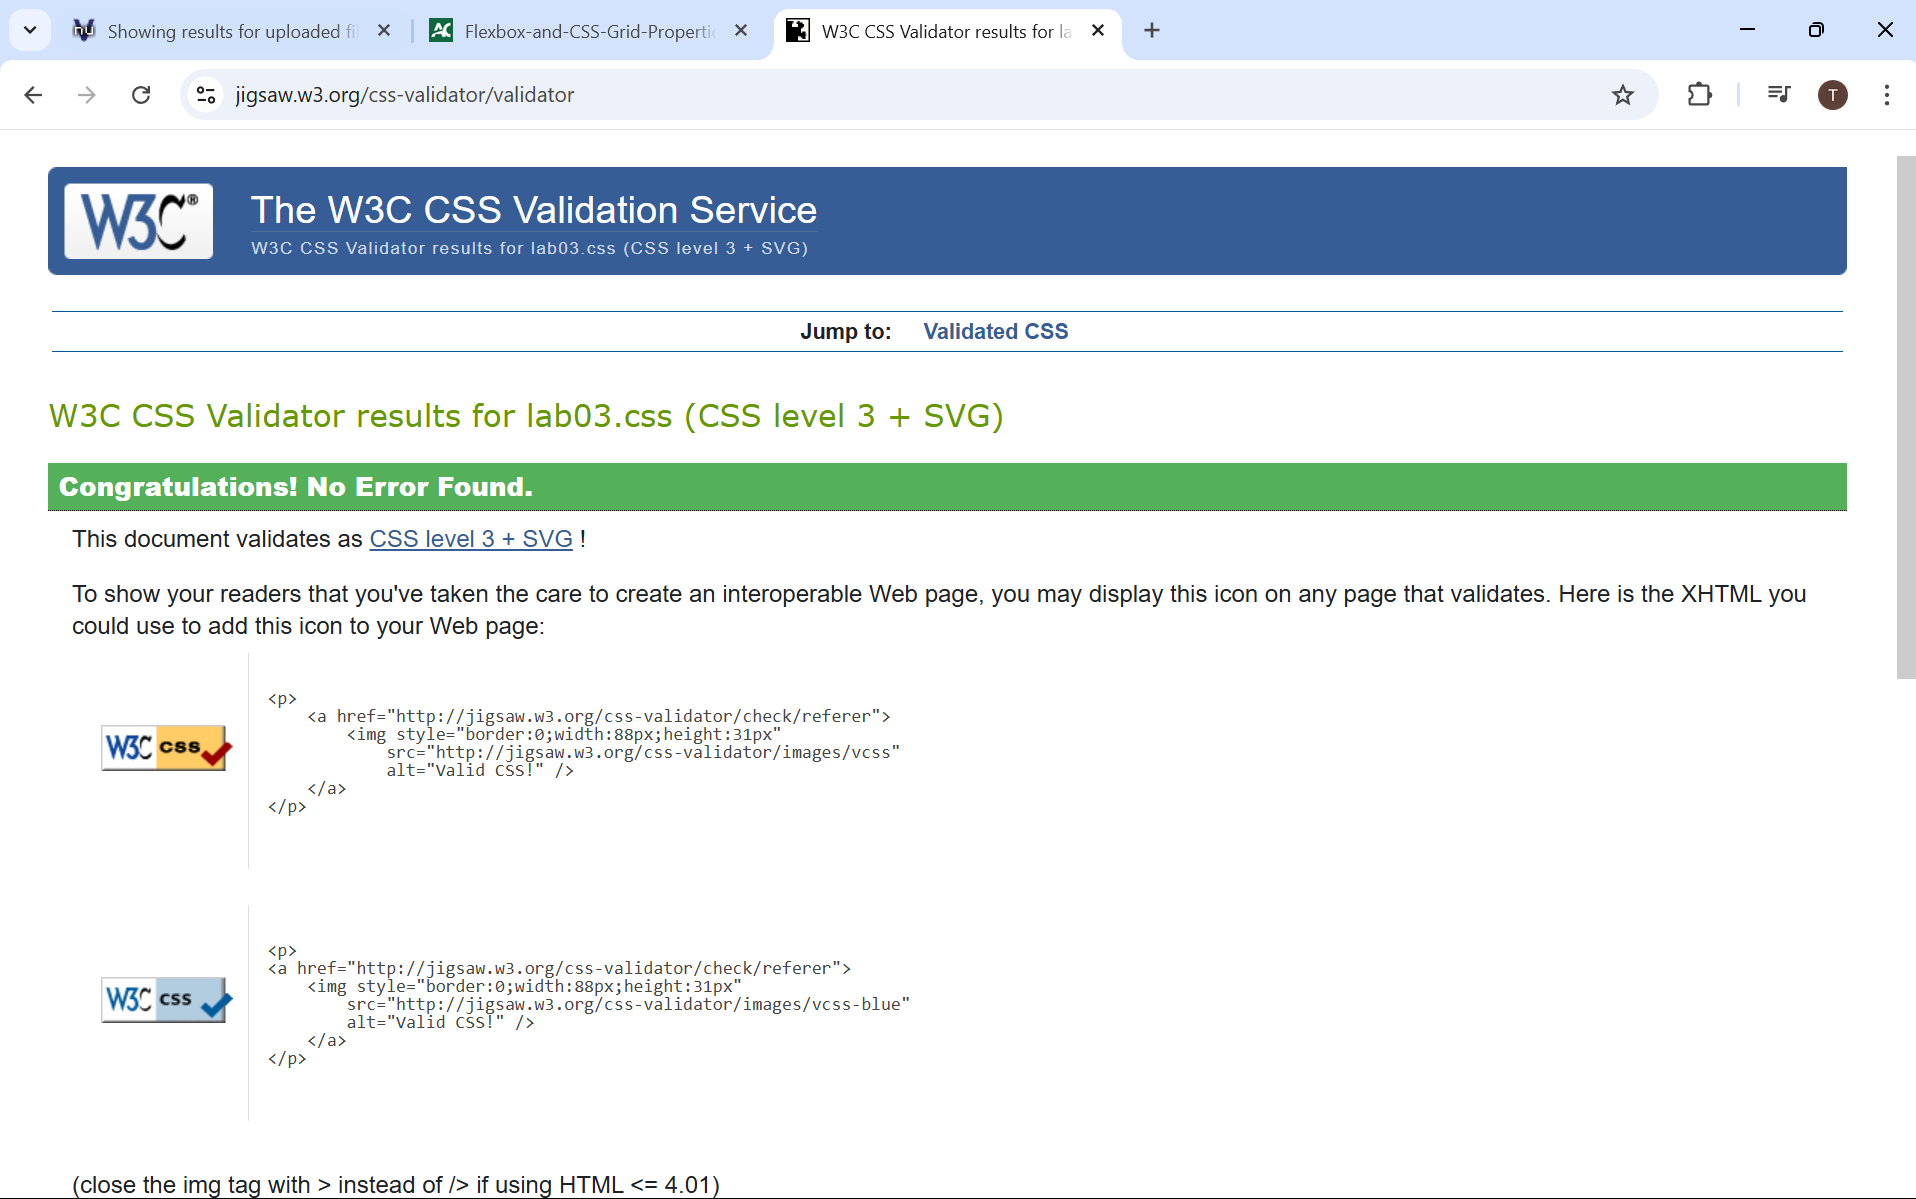 Showing results for uploaded fi
Flexbox-and-CSS-Grid-Properti
W3C CSS Validator results for la
jigsaw.w3.org/css-validator/validator
T
W3C®
The W3C CSS Validation Service
W3C CSS Validator results for lab03.css (CSS level 3 + SVG)
Jump to: Validated CSS
W3C CSS Validator results for lab03.css (CSS level 3 + SVG)
Congratulations! No Error Found.
This document validates as CSS level 3 + SVG !
To show your readers that you've taken the care to create an interoperable Web page, you may display this icon on any page that validates. Here is the XHTML you
could use to add this icon to your Web page:
W3C css
<p>
<a href="http://jigsaw.w3.org/css-validator/check/referer">
<img style="border:0;width:88px;height:31px"
src="http://jigsaw.w3.org/css-validator/images/vcss"
alt="Valid CSS!" />
</a>
</p>
W3C css
<p>
<a href="http://jigsaw.w3.org/css-validator/check/referer">
<img style="border:0;width:88px;height:31px"
src="http://jigsaw.w3.org/css-validator/images/vcss-blue"
alt="Valid CSS!" />
</a>
</p>
(close the img tag with > instead of /> if using HTML <= 4.01)